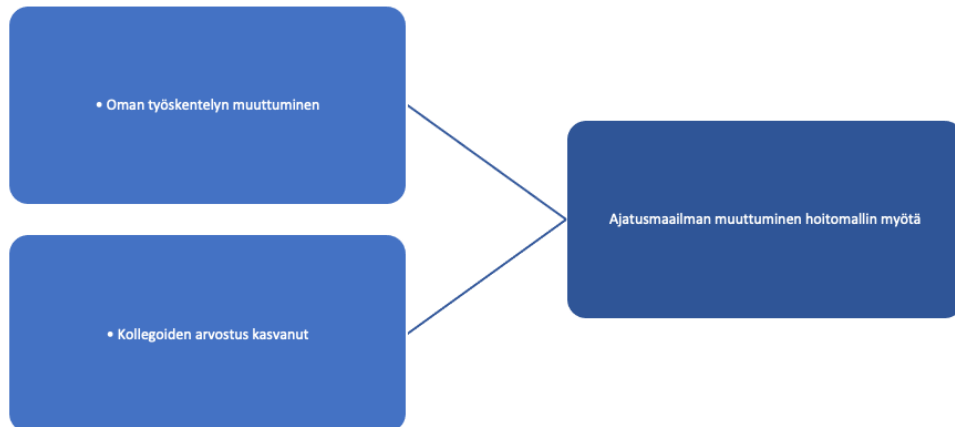 • Oman työskentelyn muuttuminen
Ajatusmaailman muuttuminen hoitomallin myötä
• Kollegoiden arvostus kasvanut